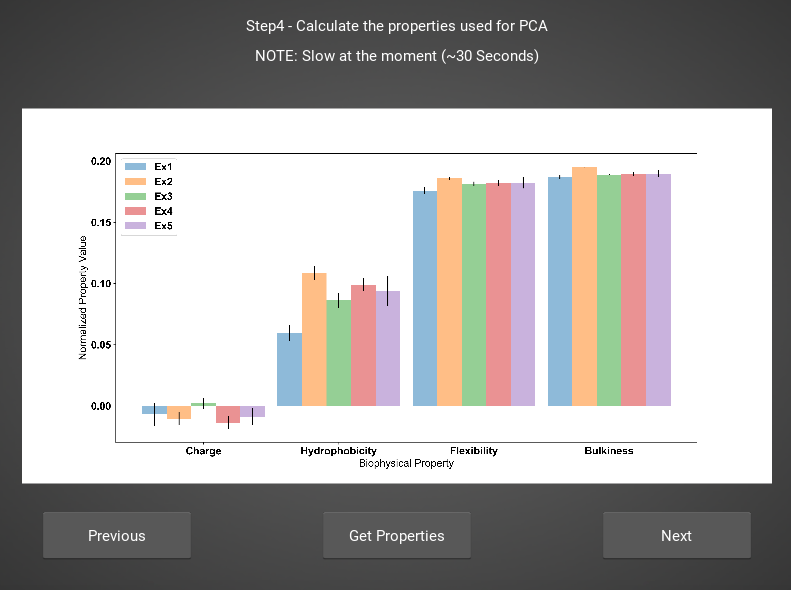 Step4 - Calculate the properties used for PCA
NOTE: Slow at the moment (~30 Seconds)
Ex1
Ex2
Ex3
Ex4
Ex5
0.20
0.15
0.10
0.05
0.00
Normalized Property Value
Charge Hydrophobicity Flexibility Bulkiness
Biophysical Property
Previous Get Properties Next